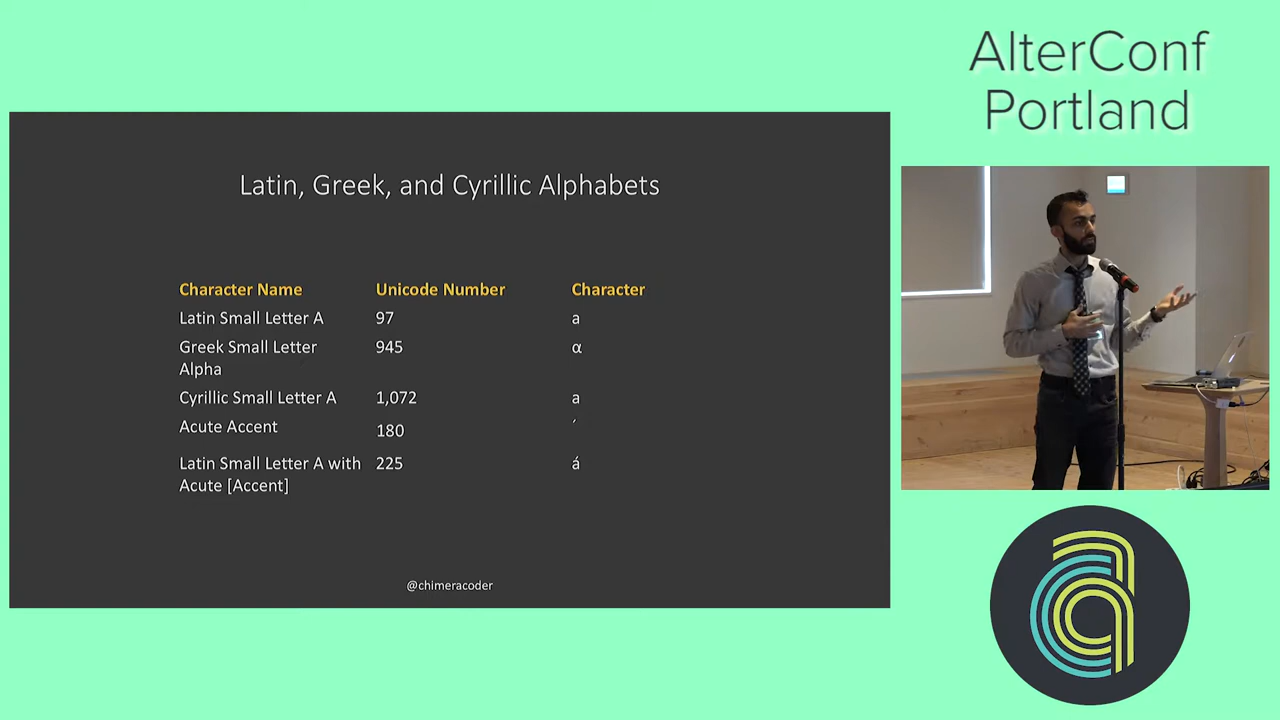 AlterConf
Portland
Latin, Greek, and Cyrillic Alphabets
Character Name Unicode Number Character
Latin Small Letter A 97 a
Greek Small Letter 945 α
Alpha
Cyrillic Small Letter A 1,072 а
Acute Accent 180 ´
Latin Small Letter A with 225 á
Acute [Accent]
@chimeracoder